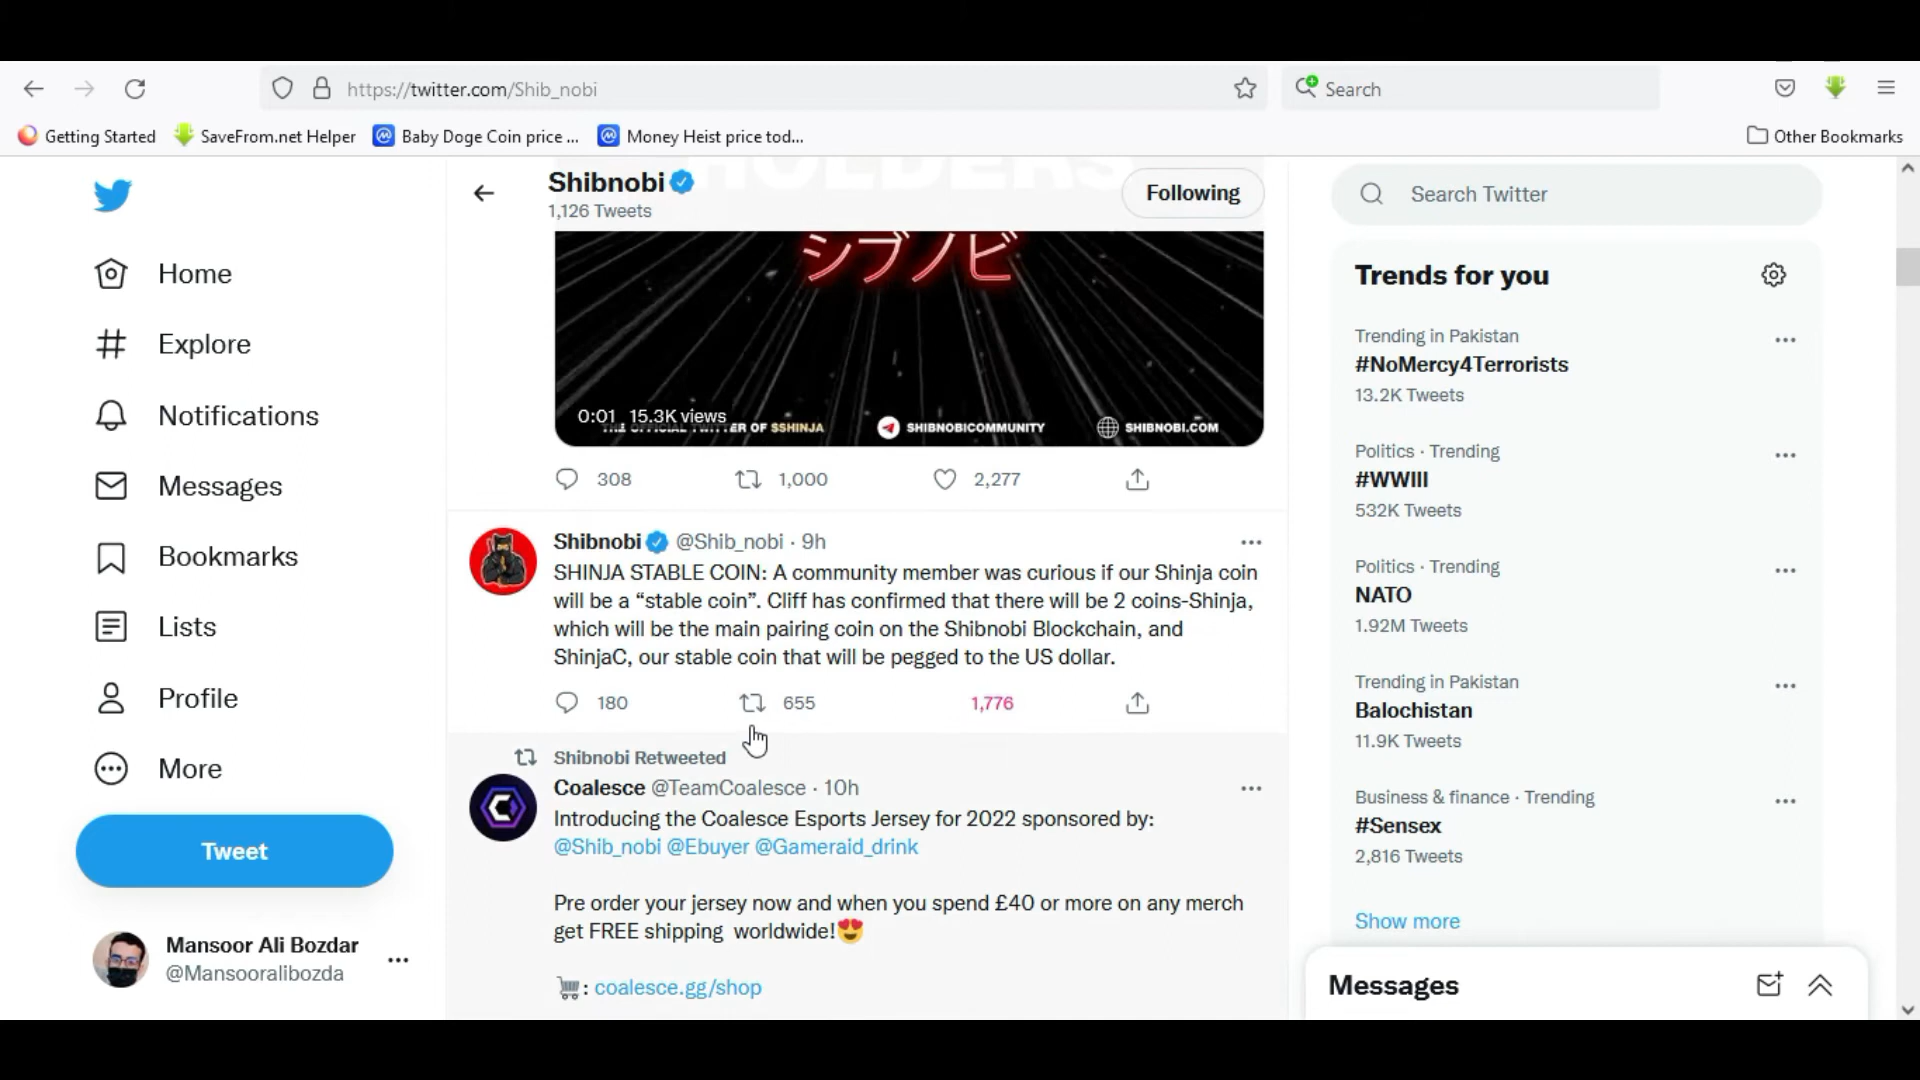 https://twitter.com/Shib_nobi
Search
Getting Started
SaveFrom.net Helper
Baby Doge Coin price ...
Money Heist price tod...
Other Bookmarks
Home
Explore
Notifications
Messages
Bookmarks
Lists
Profile
More
Tweet
Mansoor Ali Bozdar
@Mansooralibozda
HOLDERS
Shibnobi
1,126 Tweets
Following
シブノビ
0:01 15.3K views
THE OFFICIAL TWITTER OF $SHINJA
SHIBNOBICOMMUNITY
SHIBNOBI.COM
308
1,000
2,277
Shibnobi @Shib_nobi · 9h
SHINJA STABLE COIN: A community member was curious if our Shinja coin
will be a “stable coin”. Cliff has confirmed that there will be 2 coins-Shinja,
which will be the main pairing coin on the Shibnobi Blockchain, and
ShinjaC, our stable coin that will be pegged to the US dollar.
180
655
1,776
Shibnobi Retweeted
Coalesce @TeamCoalesce · 10h
Introducing the Coalesce Esports Jersey for 2022 sponsored by:
@Shib_nobi @Ebuyer @Gameraid_drink
Pre order your jersey now and when you spend £40 or more on any merch
get FREE shipping worldwide!😍
🛒: coalesce.gg/shop
Search Twitter
Trends for you
Trending in Pakistan
#NoMercy4Terrorists
13.2K Tweets
Politics · Trending
#WWIII
532K Tweets
Politics · Trending
NATO
1.92M Tweets
Trending in Pakistan
Balochistan
11.9K Tweets
Business & finance · Trending
#Sensex
2,816 Tweets
Show more
Messages